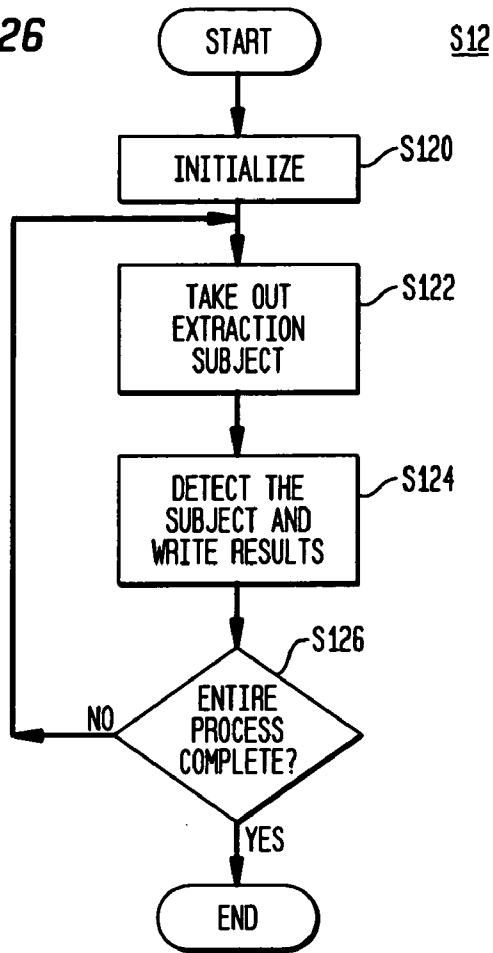 26
START
S12
INITIALIZE
S120
TAKE OUT
EXTRACTION
SUBJECT
S122
DETECT THE
SUBJECT AND
WRITE RESULTS
S124
S126
ENTIRE
PROCESS
COMPLETE?
NO
YES
END